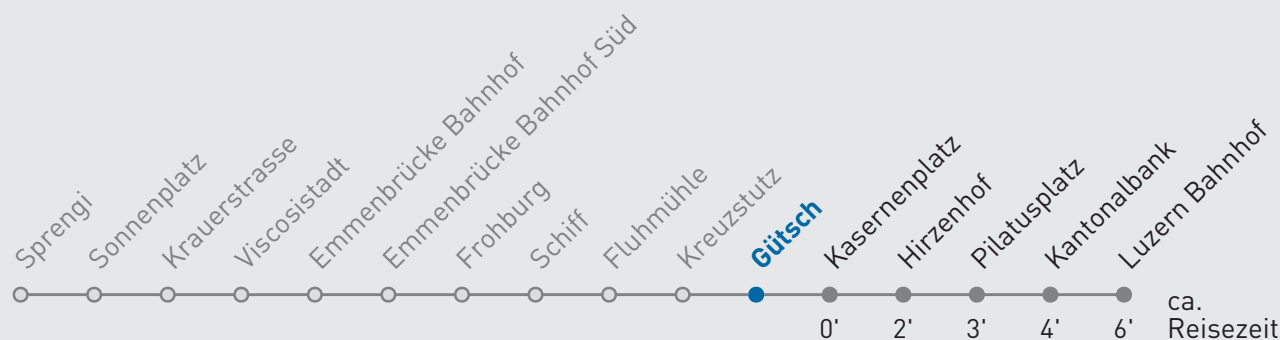 Sprengi
Sonnenplatz
Krauerstrasse
Viscosistadt
Emmenbrücke Bahnhof
Emmenbrücke Bahnhof Süd
Frohburg
Schiff
Fluhmühle
Kreuzstutz
Gütsch
Kasernenplatz
Hirzenhof
Pilatusplatz
Kantonalbank
Luzern Bahnhof
0' 2' 3' 4' 6'
ca.
Reisezeit